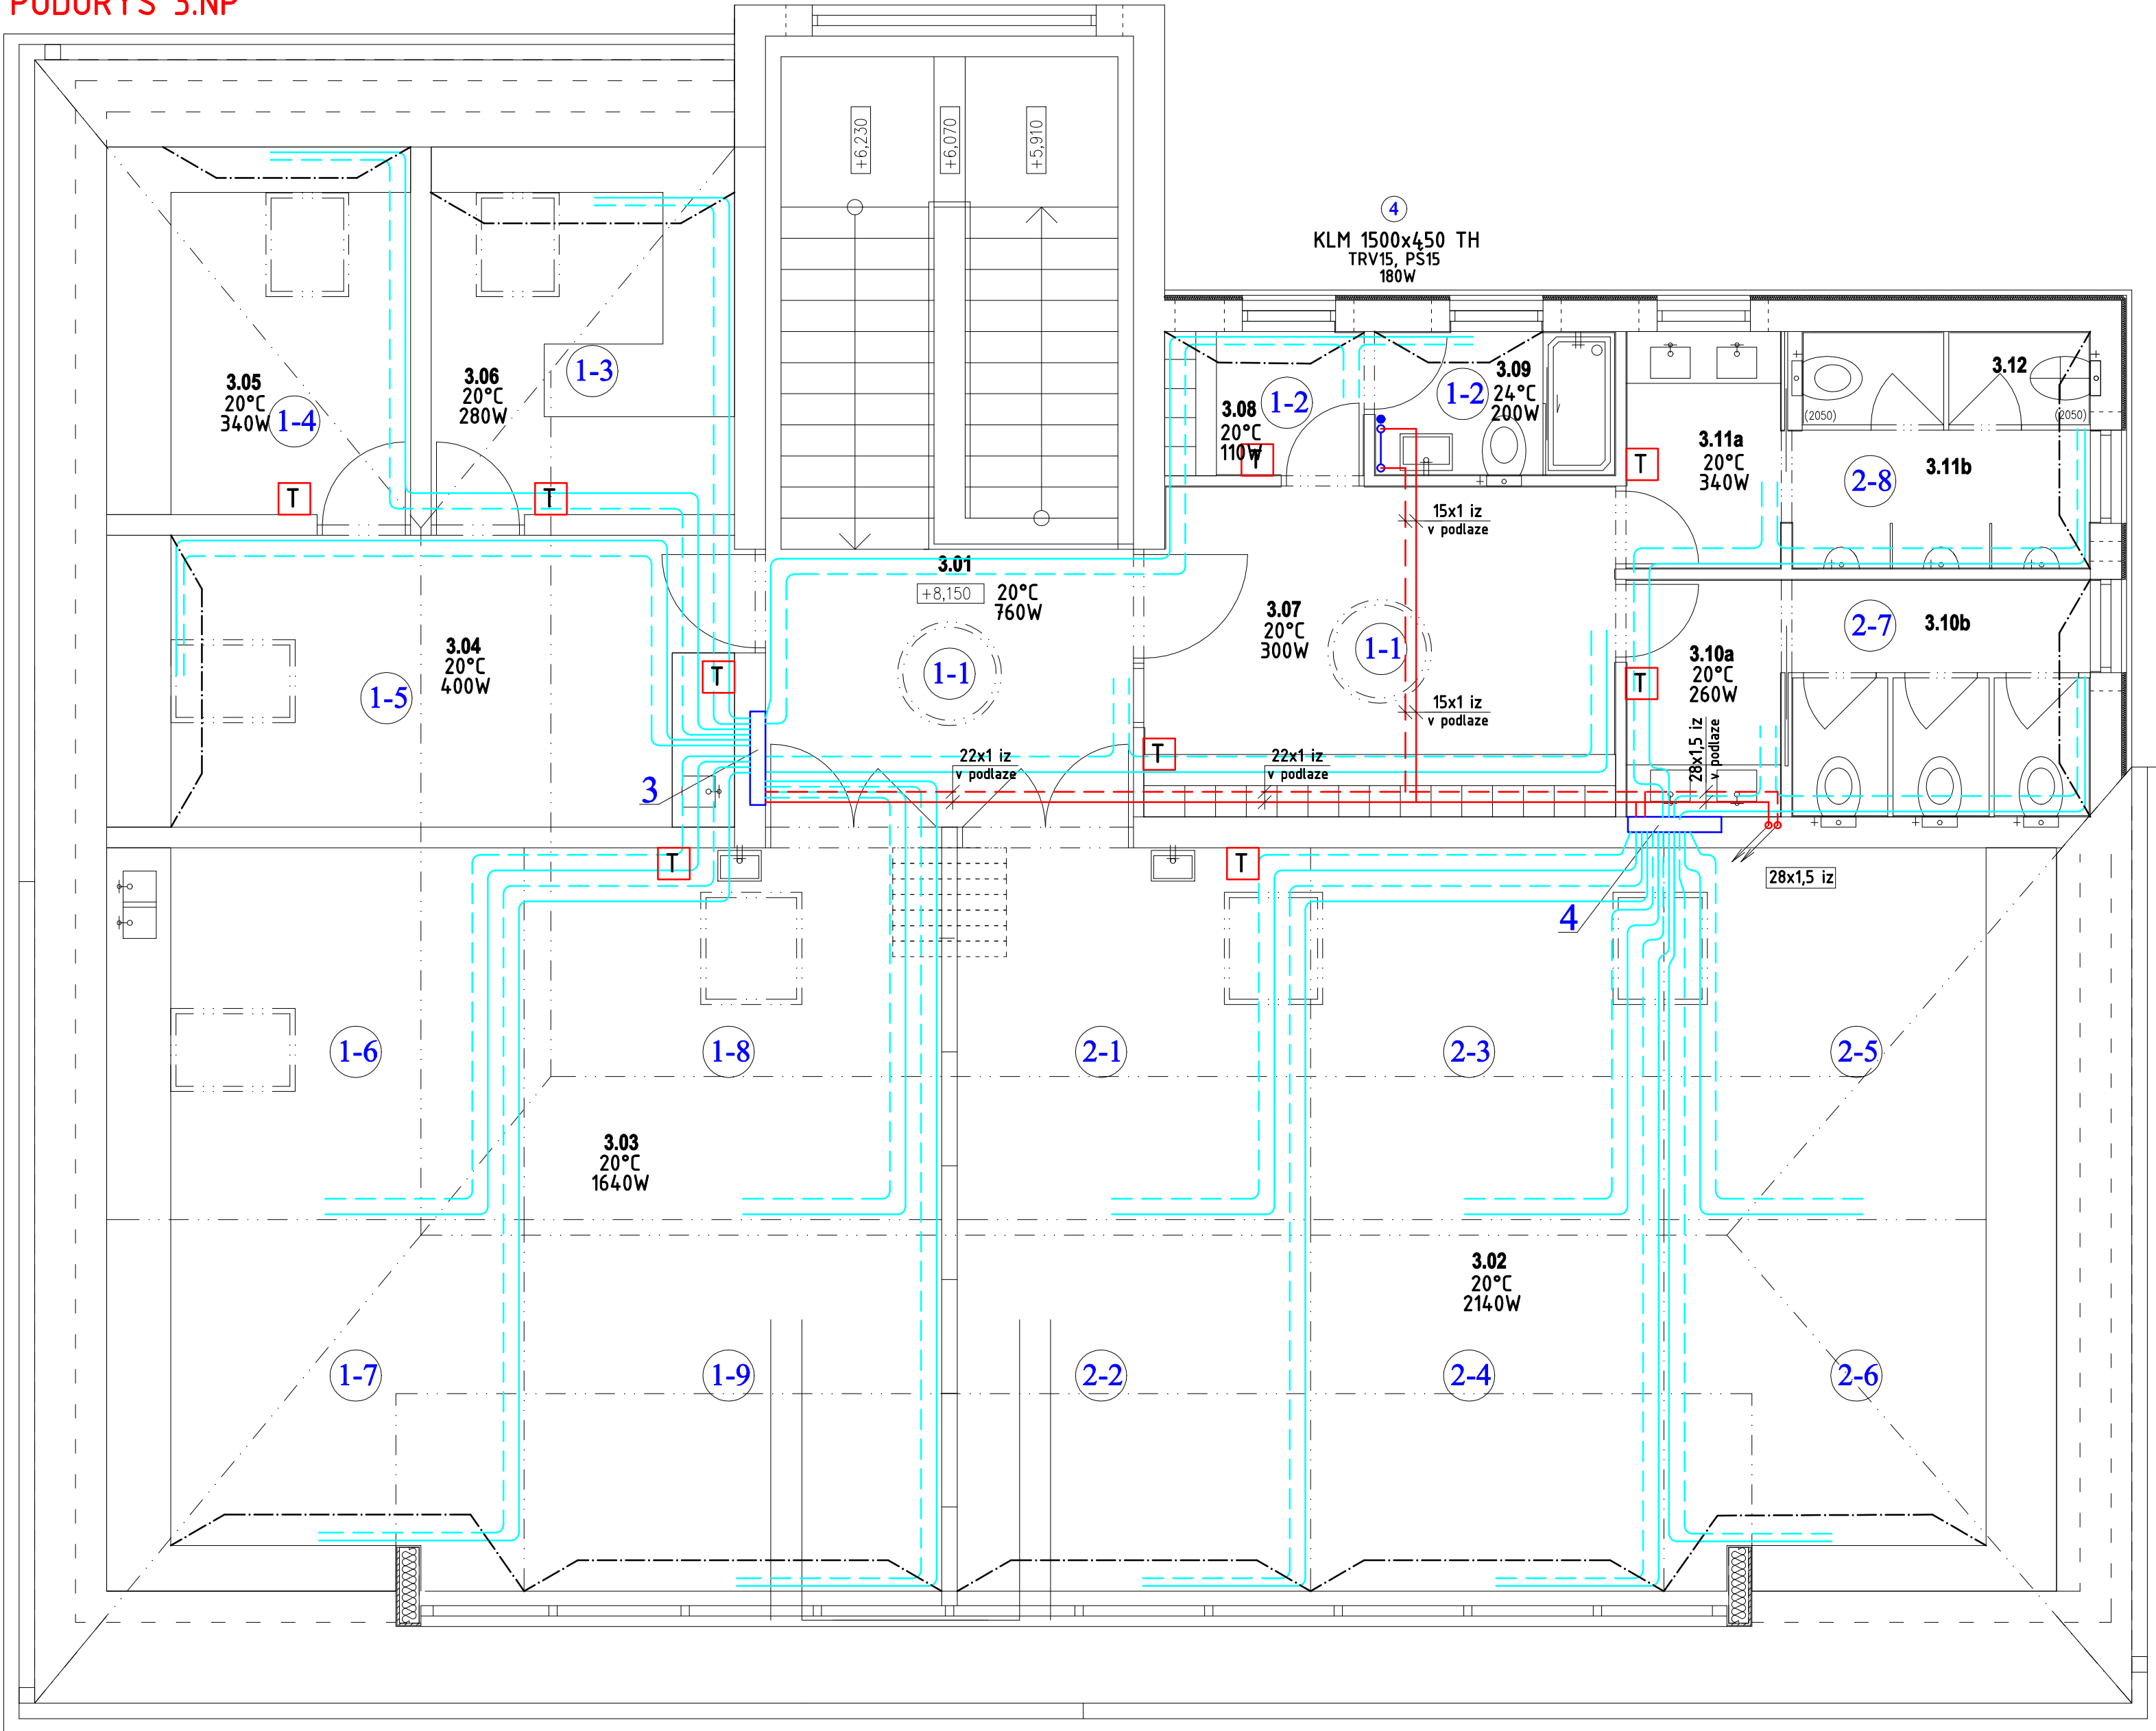 PŮDORYS 3.NP
+6,230
+6,070
+5,910
4
KLM 1500x450 TH
TRV15, PŠ15
180W
3.05
20°C
340W
1-4
3.06
20°C
280W
1-3
3.08
20°C
110W
1-2
T
3.09
24°C
200W
1-2
3.12
(2050)
(2050)
3.11a
20°C
340W
3.11b
2-8
T
T
T
15x1 iz
v podlaze
3.01
+8,150
20°C
760W
1-1
3.07
20°C
300W
1-1
3.10a
20°C
260W
3.10b
2-7
T
3.04
20°C
400W
1-5
T
15x1 iz
v podlaze
28x1,5 iz
v podlaze
22x1 iz
v podlaze
T
22x1 iz
v podlaze
3
T
T
28x1,5 iz
4
1-6
1-8
2-1
2-3
2-5
3.03
20°C
1640W
3.02
20°C
2140W
1-7
1-9
2-2
2-4
2-6